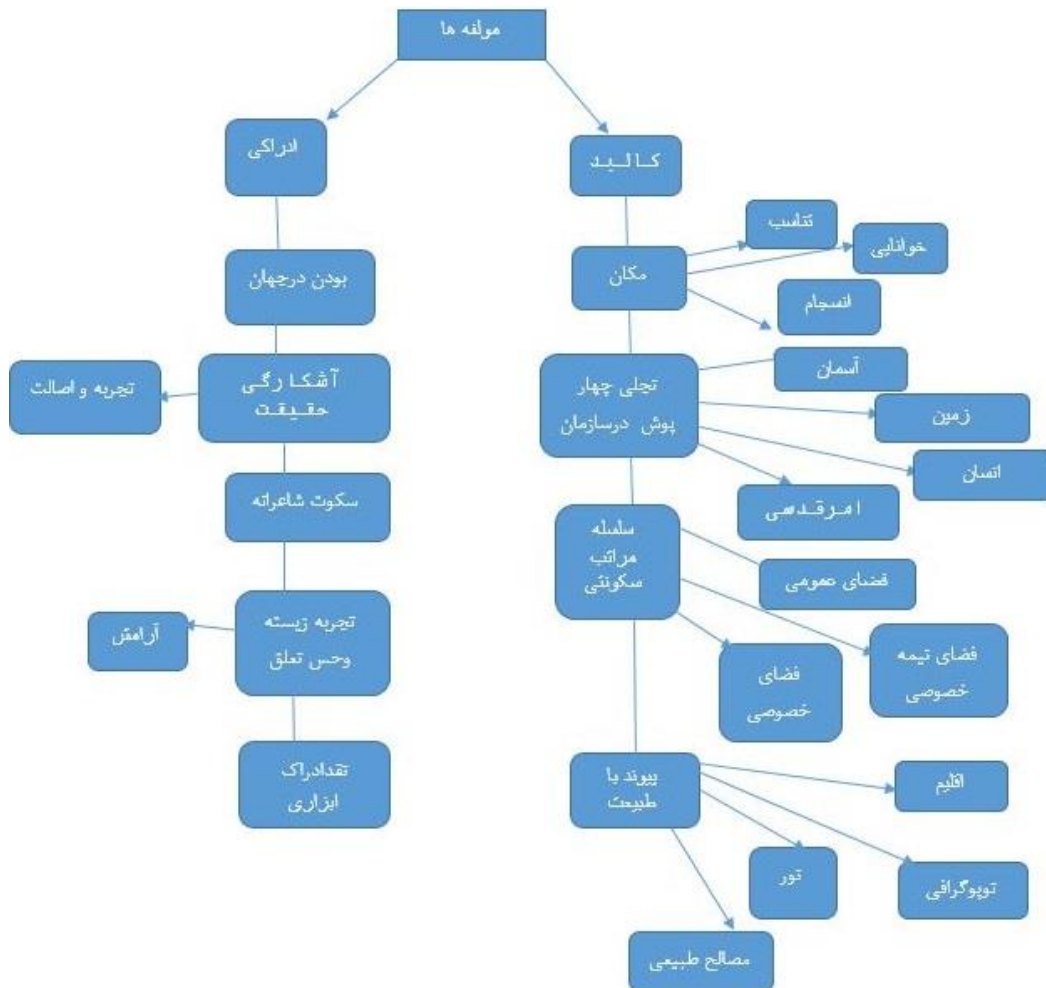 مولفه ها
ادراکی
کالبد
تناسب
خوانایی
مکان
بودن درجهان
انسجام
آشکارگی
حقیقت
تجربه و اصالت
تجلی چهار
پوش درسازمان
آسمان
زمین
انسان
امرقدسی
سکوت شاعرانه
سلسله
مراتب
سکونتی
فضای عمومی
فضای نیمه
خصوصی
فضای
خصوصی
تجربه زیسته
وحس تعلق
آرامش
نقدادراک
ابزاری
پیوند با
طبیعت
اقلیم
نور
توپوگرافی
مصالح طبیعی